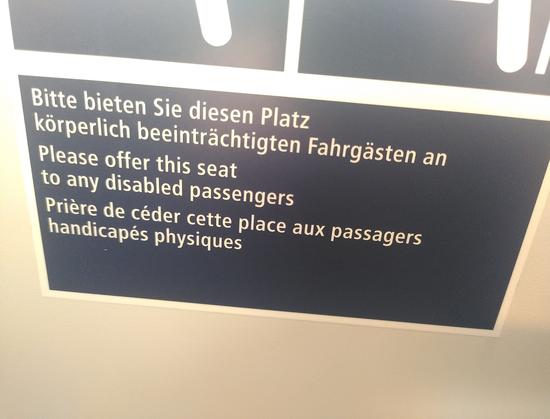 Bitte bieten Sie diesen Platz
körperlich beeinträchtigten Fahrgästen an
Please offer this seat
to any disabled passengers
Prière de céder cette place aux passagers
handicapés physiques